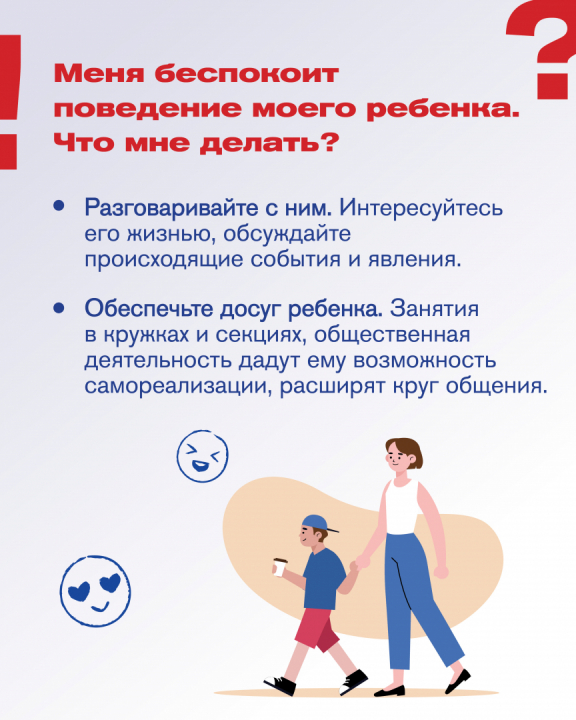 Меня беспокоит
поведение моего ребенка.
Что мне делать?
! ?
• Разговаривайте с ним. Интересуйтесь
его жизнью, обсуждайте
происходящие события и явления.
• Обеспечьте досуг ребенка. Занятия
в кружках и секциях, общественная
деятельность дадут ему возможность
самореализации, расширят круг общения.